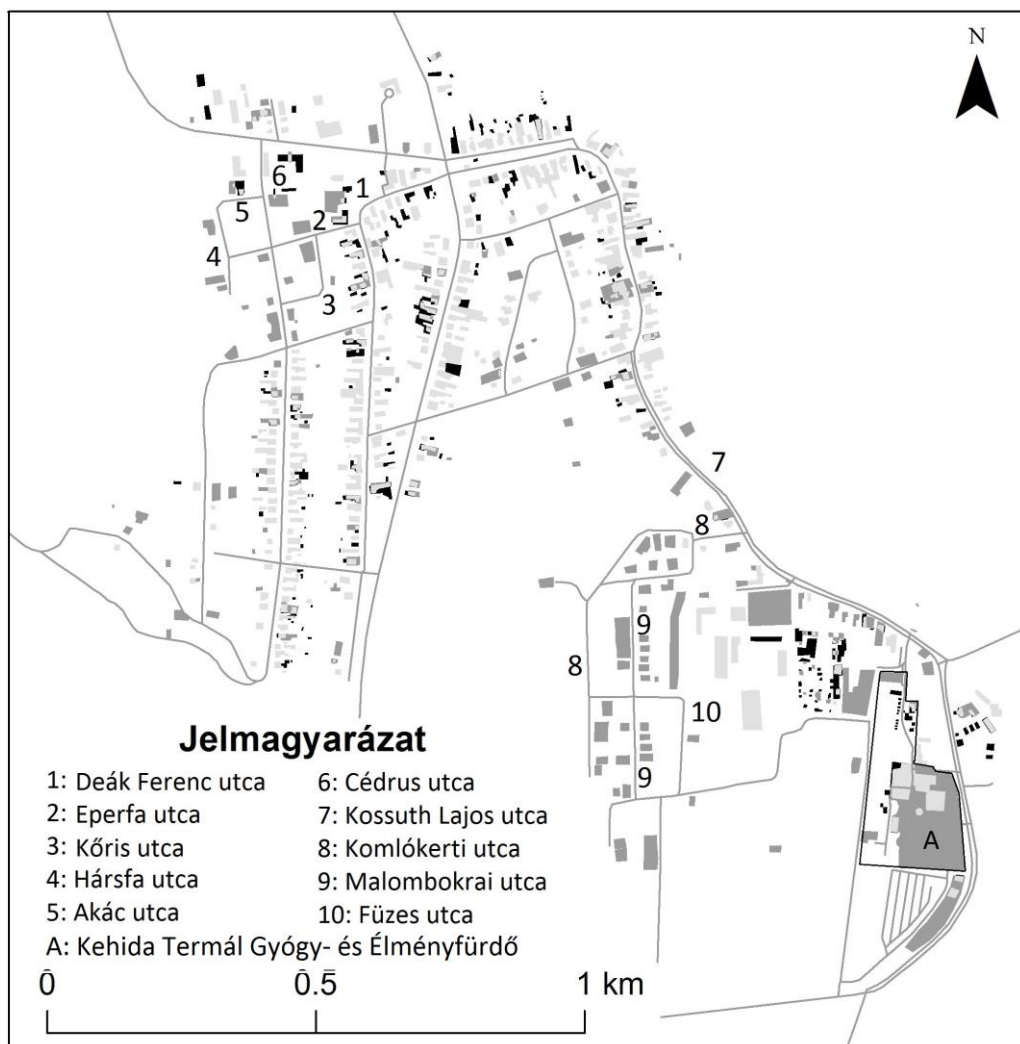 N
6
1
5
2
4
3
7
8
9
8
10
9
A
Jelmagyarázat
1: Deák Ferenc utca
2: Eperfa utca
3: Kőris utca
4: Hársfa utca
5: Akác utca
6: Cédrus utca
7: Kossuth Lajos utca
8: Komlókerti utca
9: Malombokrai utca
10: Füzes utca
A: Kehida Termál Gyógy- és Élményfürdő
0 0.5 1 km